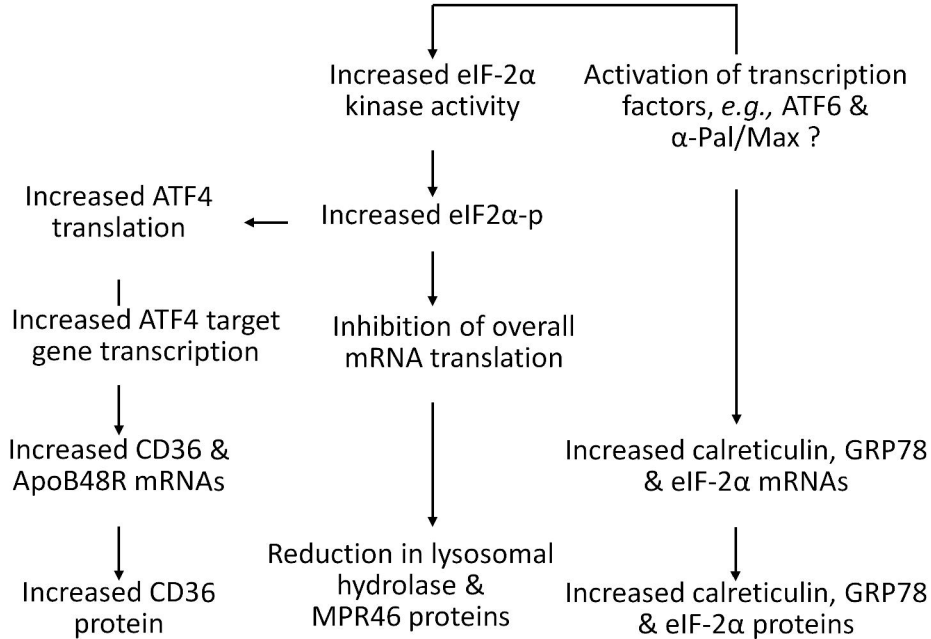 Increased eIF-2α
kinase activity
Activation of transcription
factors, e.g., ATF6 &
α-Pal/Max ?
Increased ATF4
translation
Increased eIF2α-p
Increased ATF4 target
gene transcription
Inhibition of overall
mRNA translation
Increased CD36 &
ApoB48R mRNAs
Increased calreticulin, GRP78
& eIF-2α mRNAs
Increased CD36
protein
Reduction in lysosomal
hydrolase &
MPR46 proteins
Increased calreticulin, GRP78
& eIF-2α proteins